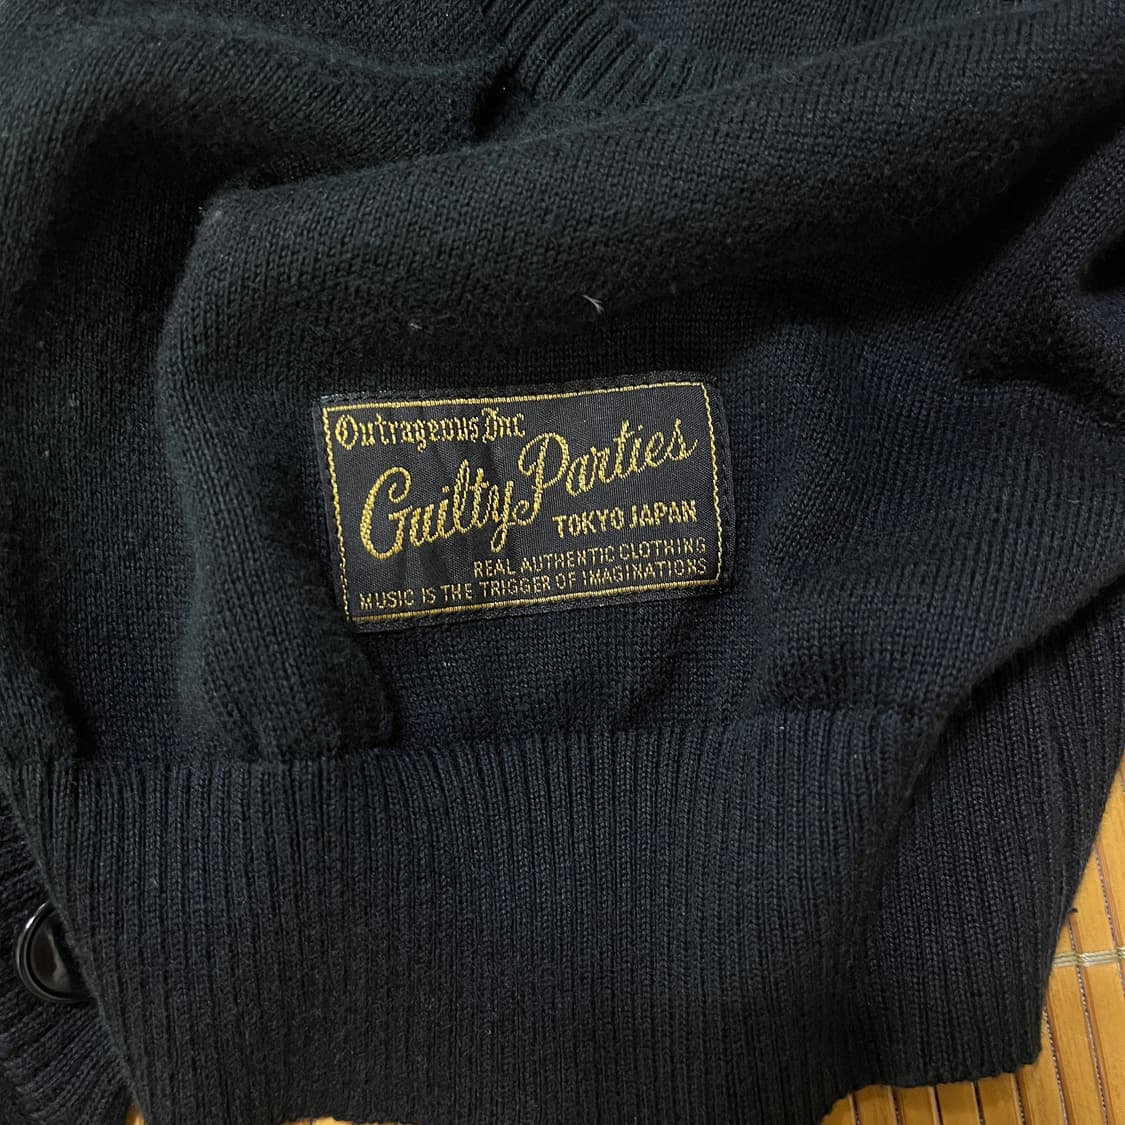 Outrageous Inc
Guilty Parties
TOKYO JAPAN
REAL AUTHENTIC CLOTHING
MUSIC IS THE TRIGGER OF IMAGINATIONS